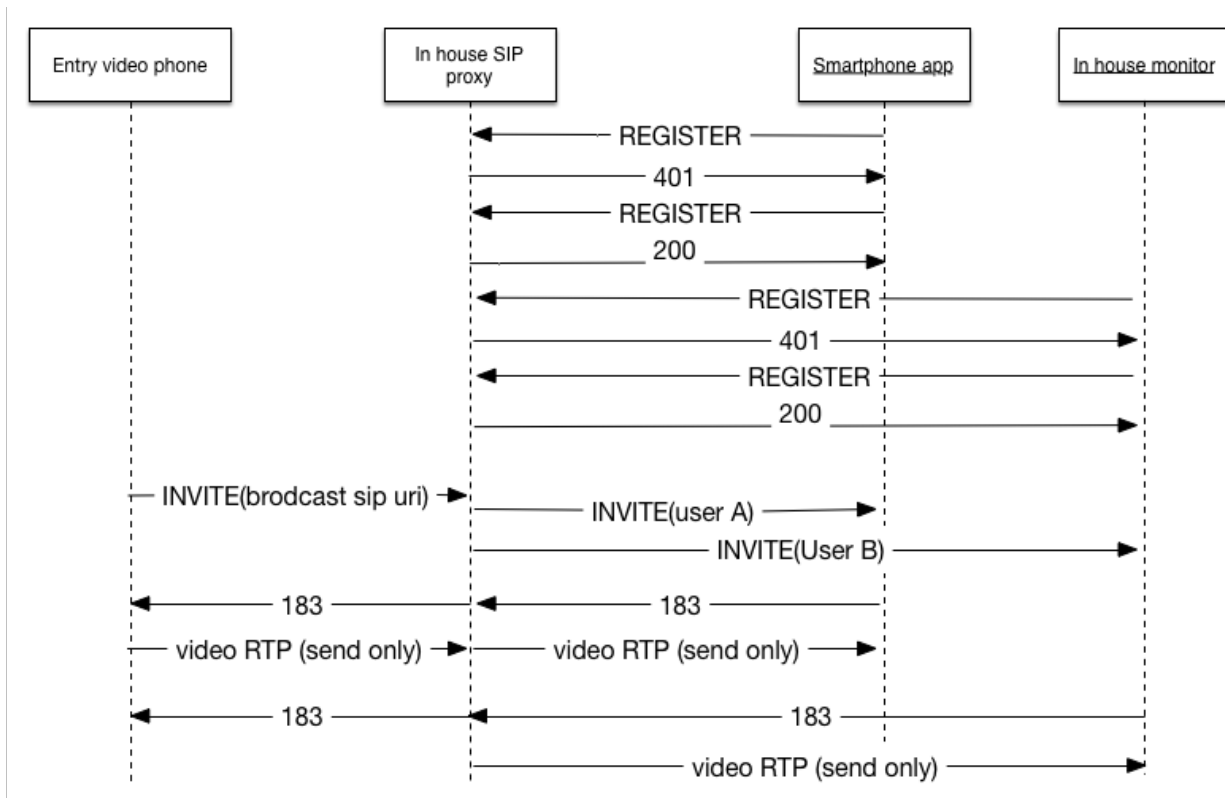 Entry video phone
In house SIP
proxy
Smartphone app
In house monitor
REGISTER
401
REGISTER
200
REGISTER
401
REGISTER
200
INVITE(brodcast sip uri)
INVITE(user A)
INVITE(User B)
183
183
video RTP (send only)
video RTP (send only)
183
183
video RTP (send only)